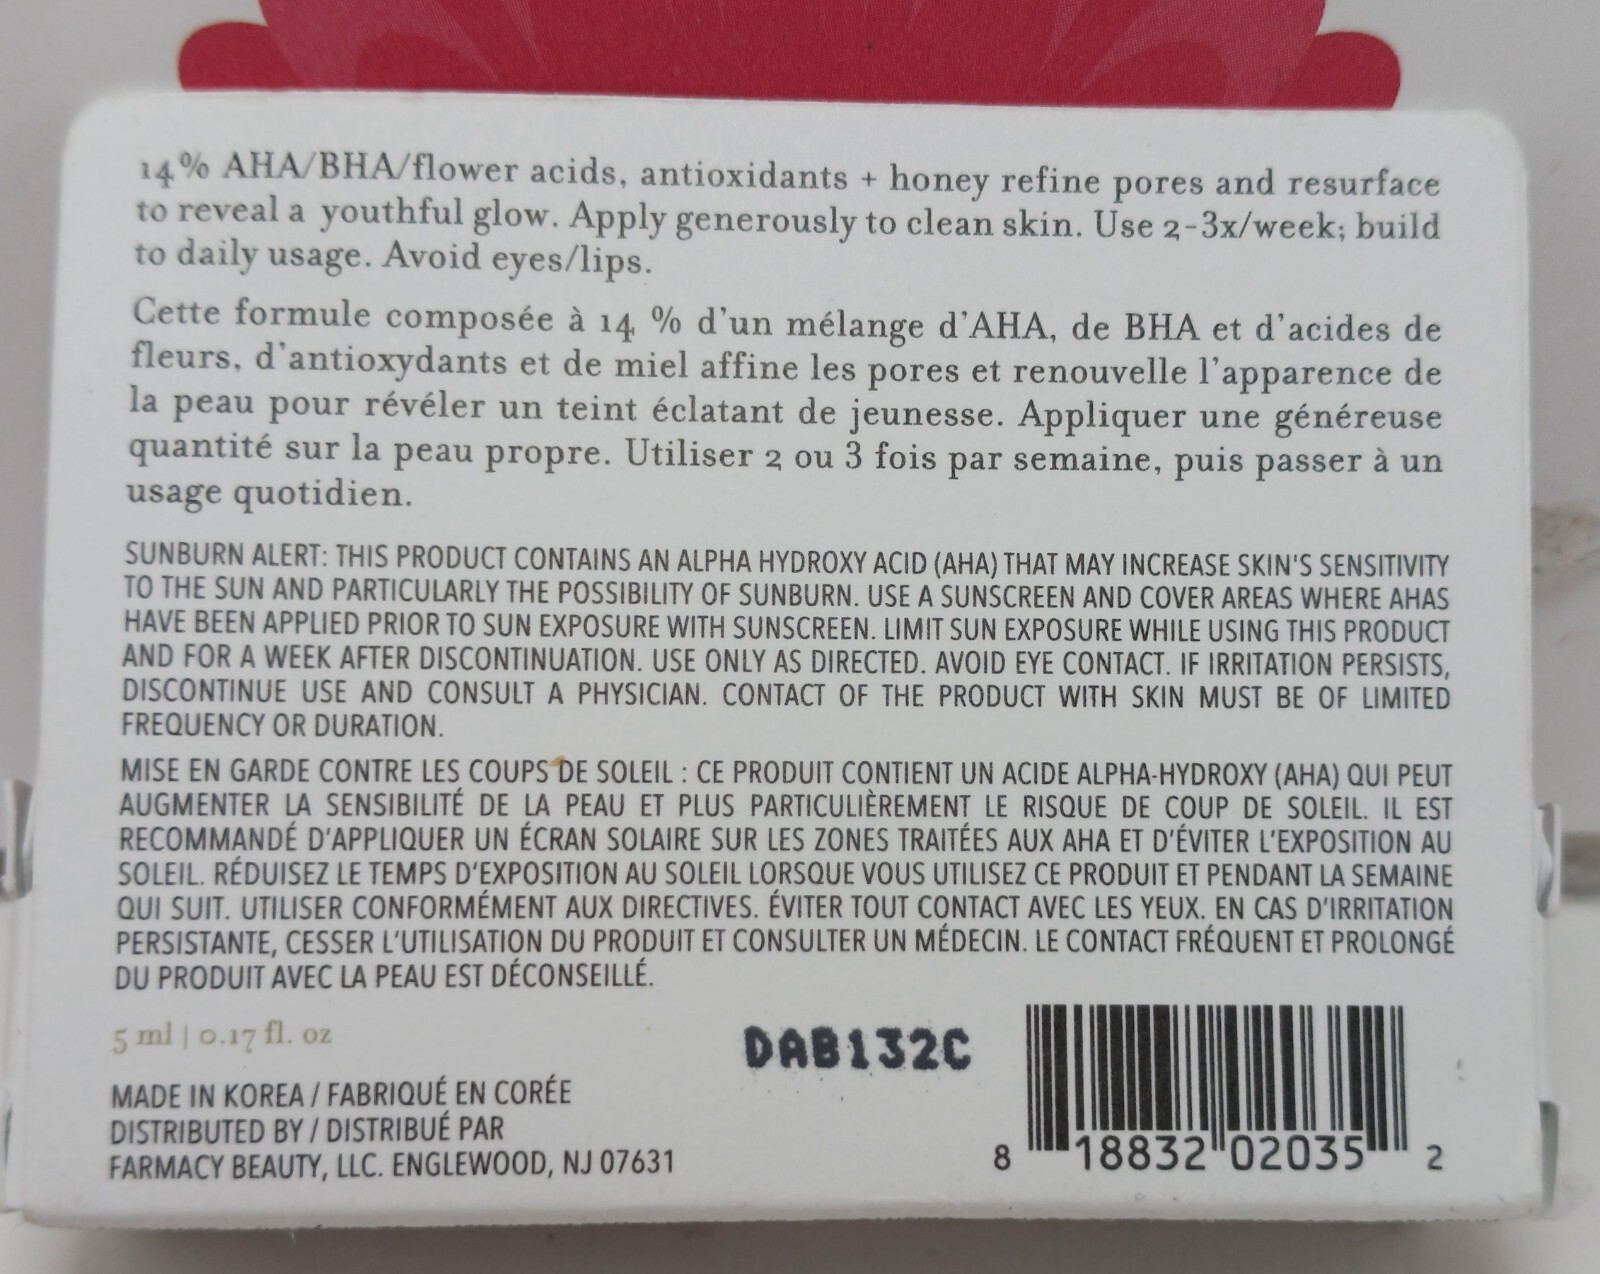 14% AHA/BHA/flower acids, antioxidants + honey refine pores and resurface
to reveal a youthful glow. Apply generously to clean skin. Use 2-3x/week; build
to daily usage. Avoid eyes/lips.
Cette formule composée à 14 % d'un mélange d'AHA, de BHA et d'acides de
fleurs, d'antioxydants et de miel affine les pores et renouvelle l'apparence de
la peau pour révéler un teint éclatant de jeunesse. Appliquer une généreuse
quantité sur la peau propre. Utiliser 2 ou 3 fois par semaine, puis passer à un
usage quotidien.
SUNBURN ALERT: THIS PRODUCT CONTAINS AN ALPHA HYDROXY ACID (AHA) THAT MAY INCREASE SKIN'S SENSITIVITY
TO THE SUN AND PARTICULARLY THE POSSIBILITY OF SUNBURN. USE A SUNSCREEN AND COVER AREAS WHERE AHAS
HAVE BEEN APPLIED PRIOR TO SUN EXPOSURE WITH SUNSCREEN. LIMIT SUN EXPOSURE WHILE USING THIS PRODUCT
AND FOR A WEEK AFTER DISCONTINUATION. USE ONLY AS DIRECTED. AVOID EYE CONTACT. IF IRRITATION PERSISTS,
DISCONTINUE USE AND CONSULT A PHYSICIAN. CONTACT OF THE PRODUCT WITH SKIN MUST BE OF LIMITED
FREQUENCY OR DURATION.
MISE EN GARDE CONTRE LES COUPS DE SOLEIL : CE PRODUIT CONTIENT UN ACIDE ALPHA-HYDROXY (AHA) QUI PEUT
AUGMENTER LA SENSIBILITÉ DE LA PEAU ET PLUS PARTICULIÈREMENT LE RISQUE DE COUP DE SOLEIL. IL EST
RECOMMANDÉ D'APPLIQUER UN ÉCRAN SOLAIRE SUR LES ZONES TRAITÉES AUX AHA ET D'ÉVITER L'EXPOSITION AU
SOLEIL. RÉDUISEZ LE TEMPS D'EXPOSITION AU SOLEIL LORSQUE VOUS UTILISEZ CE PRODUIT ET PENDANT LA SEMAINE
QUI SUIT. UTILISER CONFORMÉMENT AUX DIRECTIVES. ÉVITER TOUT CONTACT AVEC LES YEUX. EN CAS D'IRRITATION
PERSISTANTE, CESSER L'UTILISATION DU PRODUIT ET CONSULTER UN MÉDECIN. LE CONTACT FRÉQUENT ET PROLONGÉ
DU PRODUIT AVEC LA PEAU EST DÉCONSEILLÉ.
5 ml | 0.17 fl. oz
DAB132C
MADE IN KOREA / FABRIQUÉ EN CORÉE
DISTRIBUTED BY / DISTRIBUÉ PAR
FARMACY BEAUTY, LLC. ENGLEWOOD, NJ 07631
8 18832 02035 2